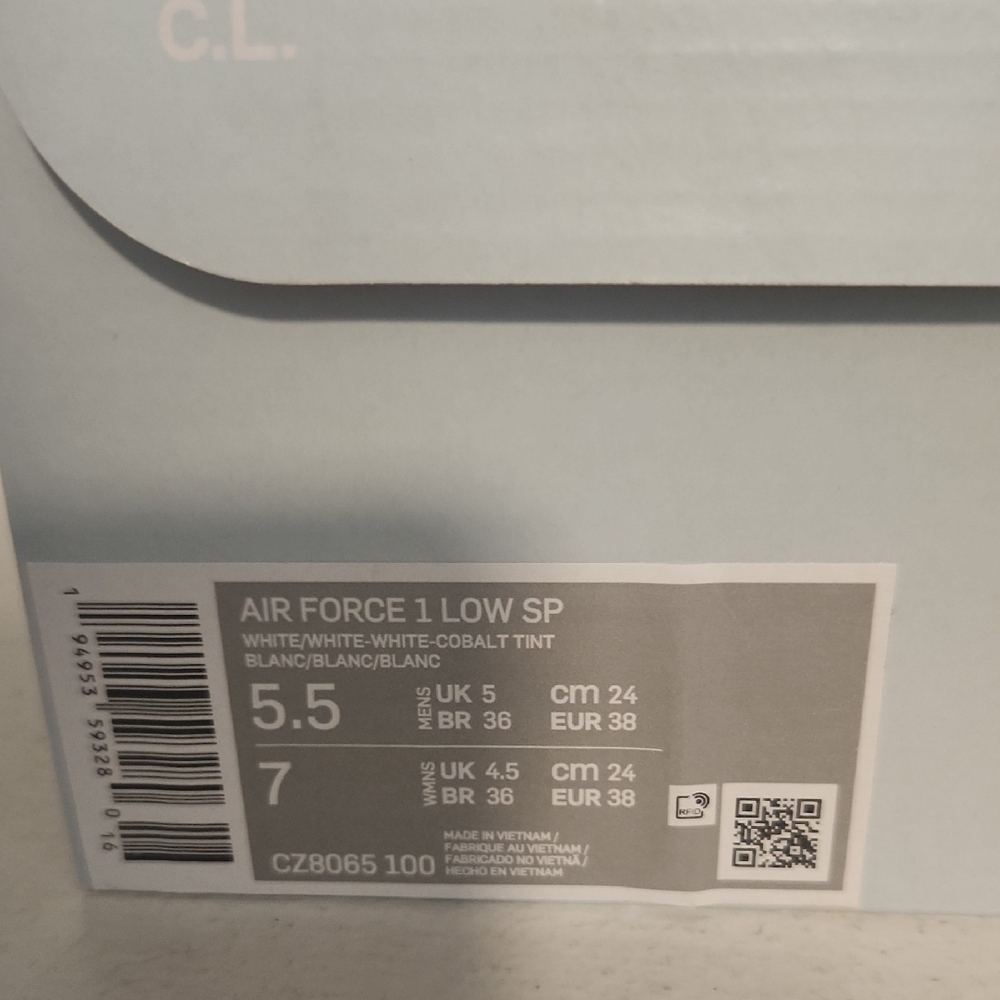 C.L.
AIR FORCE 1 LOW SP
WHITE/WHITE-WHITE-COBALT TINT
BLANC/BLANC/BLANC
5.5 MENS UK 5 cm 24
BR 36 EUR 38
7 WMNS UK 4.5 cm 24
BR 36 EUR 38
RFID
CZ8065 100
MADE IN VIETNAM /
FABRIQUE AU VIETNAM /
FABRICADO NO VIETNÃ /
HECHO EN VIETNAM
1 94953 59328 0 16